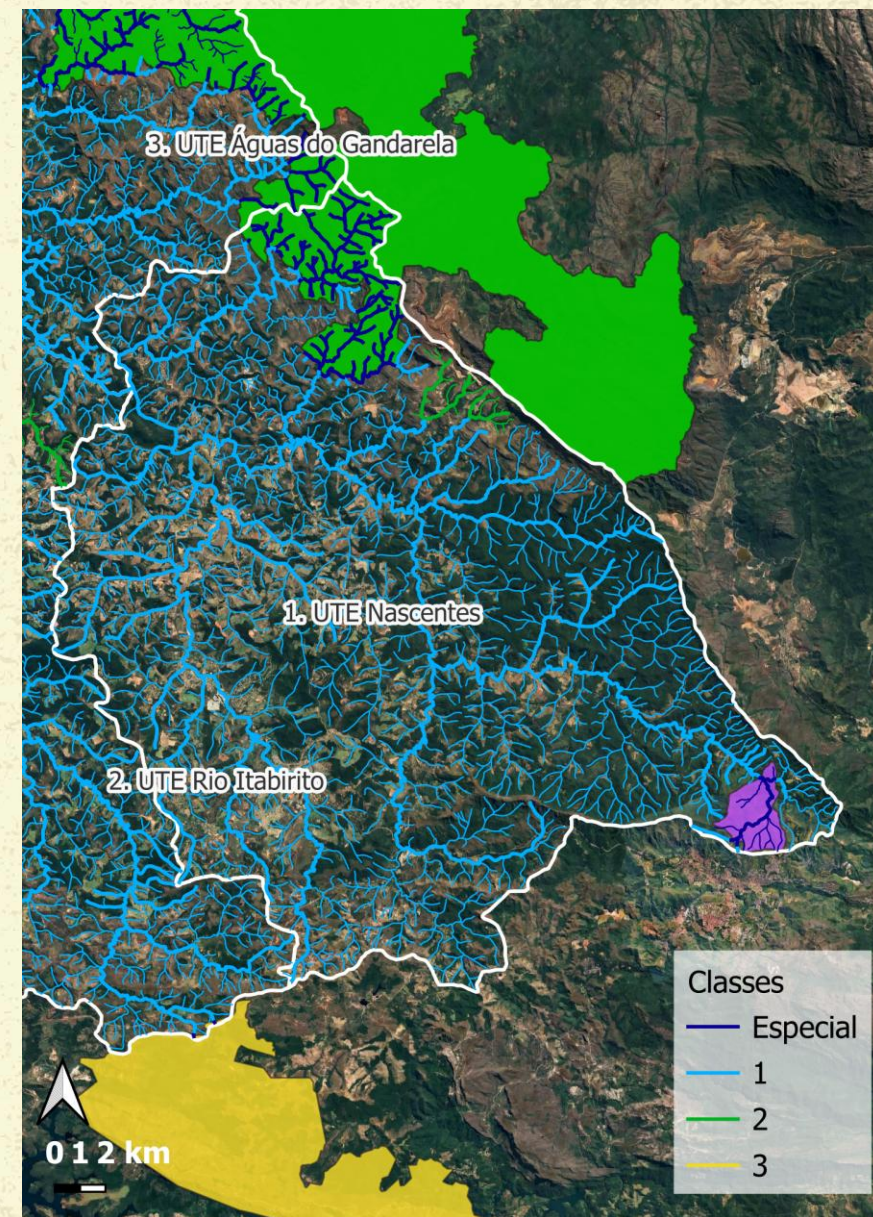 3. UTE Águas do Gandarela
1. UTE Nascentes
2. UTE Rio Itabirito
0 1 2 km
Classes
Especial
1
2
3